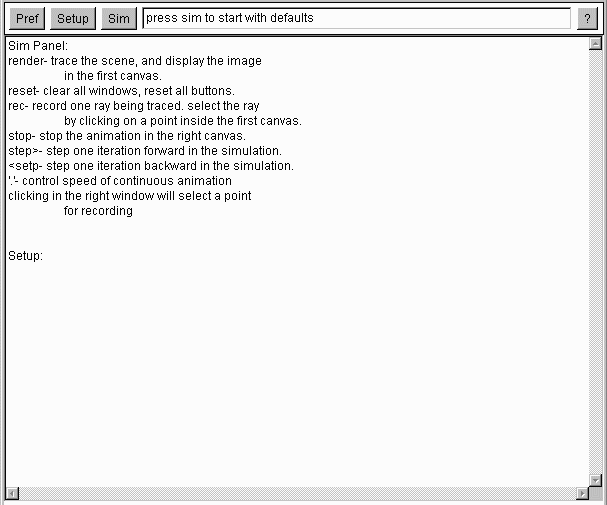 Pref Setup Sim press sim to start with defaults ?
Sim Panel:
render- trace the scene, and display the image
in the first canvas.
reset- clear all windows, reset all buttons.
rec- record one ray being traced. select the ray
by clicking on a point inside the first canvas.
stop- stop the animation in the right canvas.
step>- step one iteration forward in the simulation.
<setp- step one iteration backward in the simulation.
'.'- control speed of continuous animation
clicking in the right window will select a point
for recording
Setup: